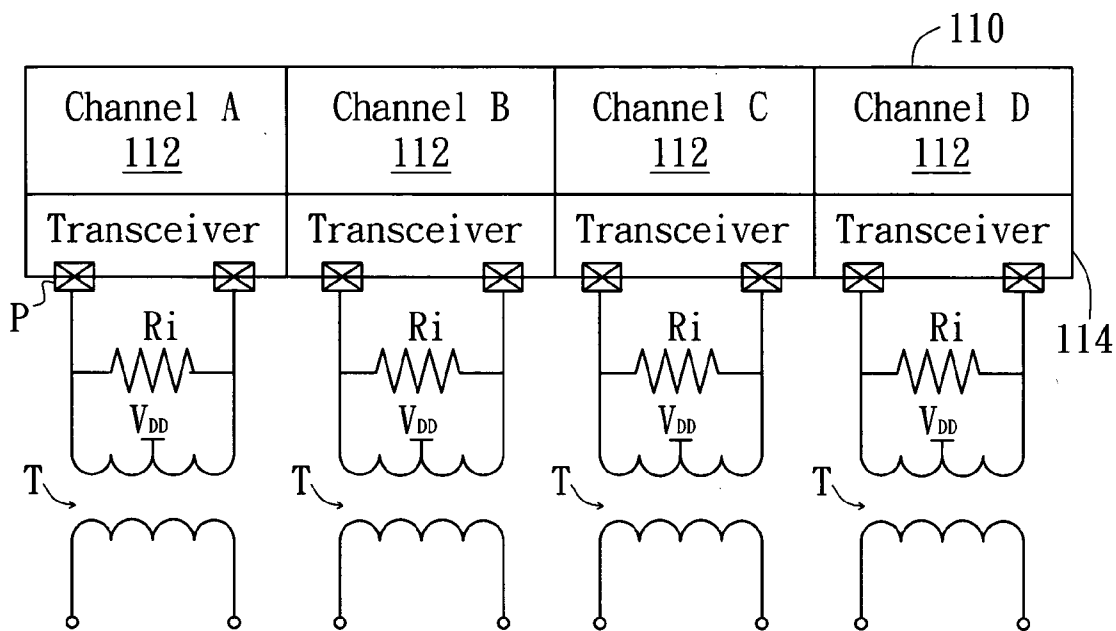 110
Channel A Channel B Channel C Channel D
112 112 112 112
Transceiver Transceiver Transceiver Transceiver
P 114
Ri Ri Ri Ri
VDD VDD VDD VDD
T T T T